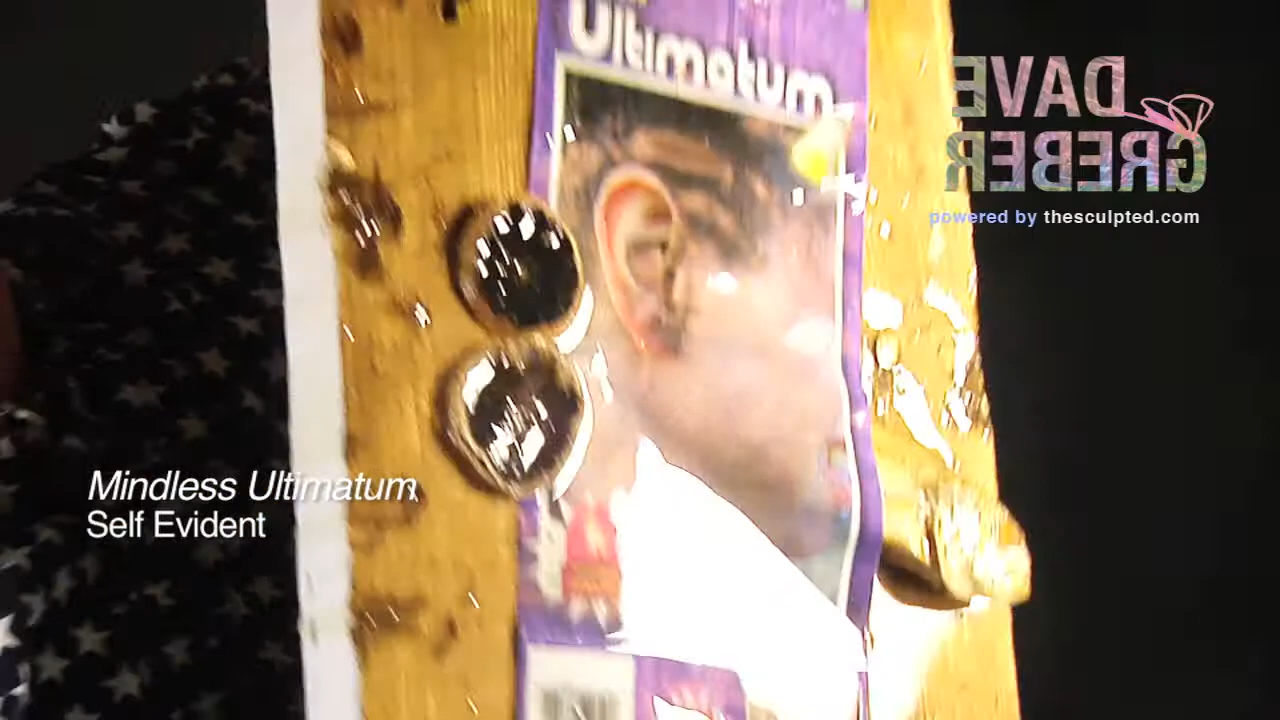 Ultimatum
DAVE
GREBER
powered by thesculpted.com
Mindless Ultimatum
Self Evident